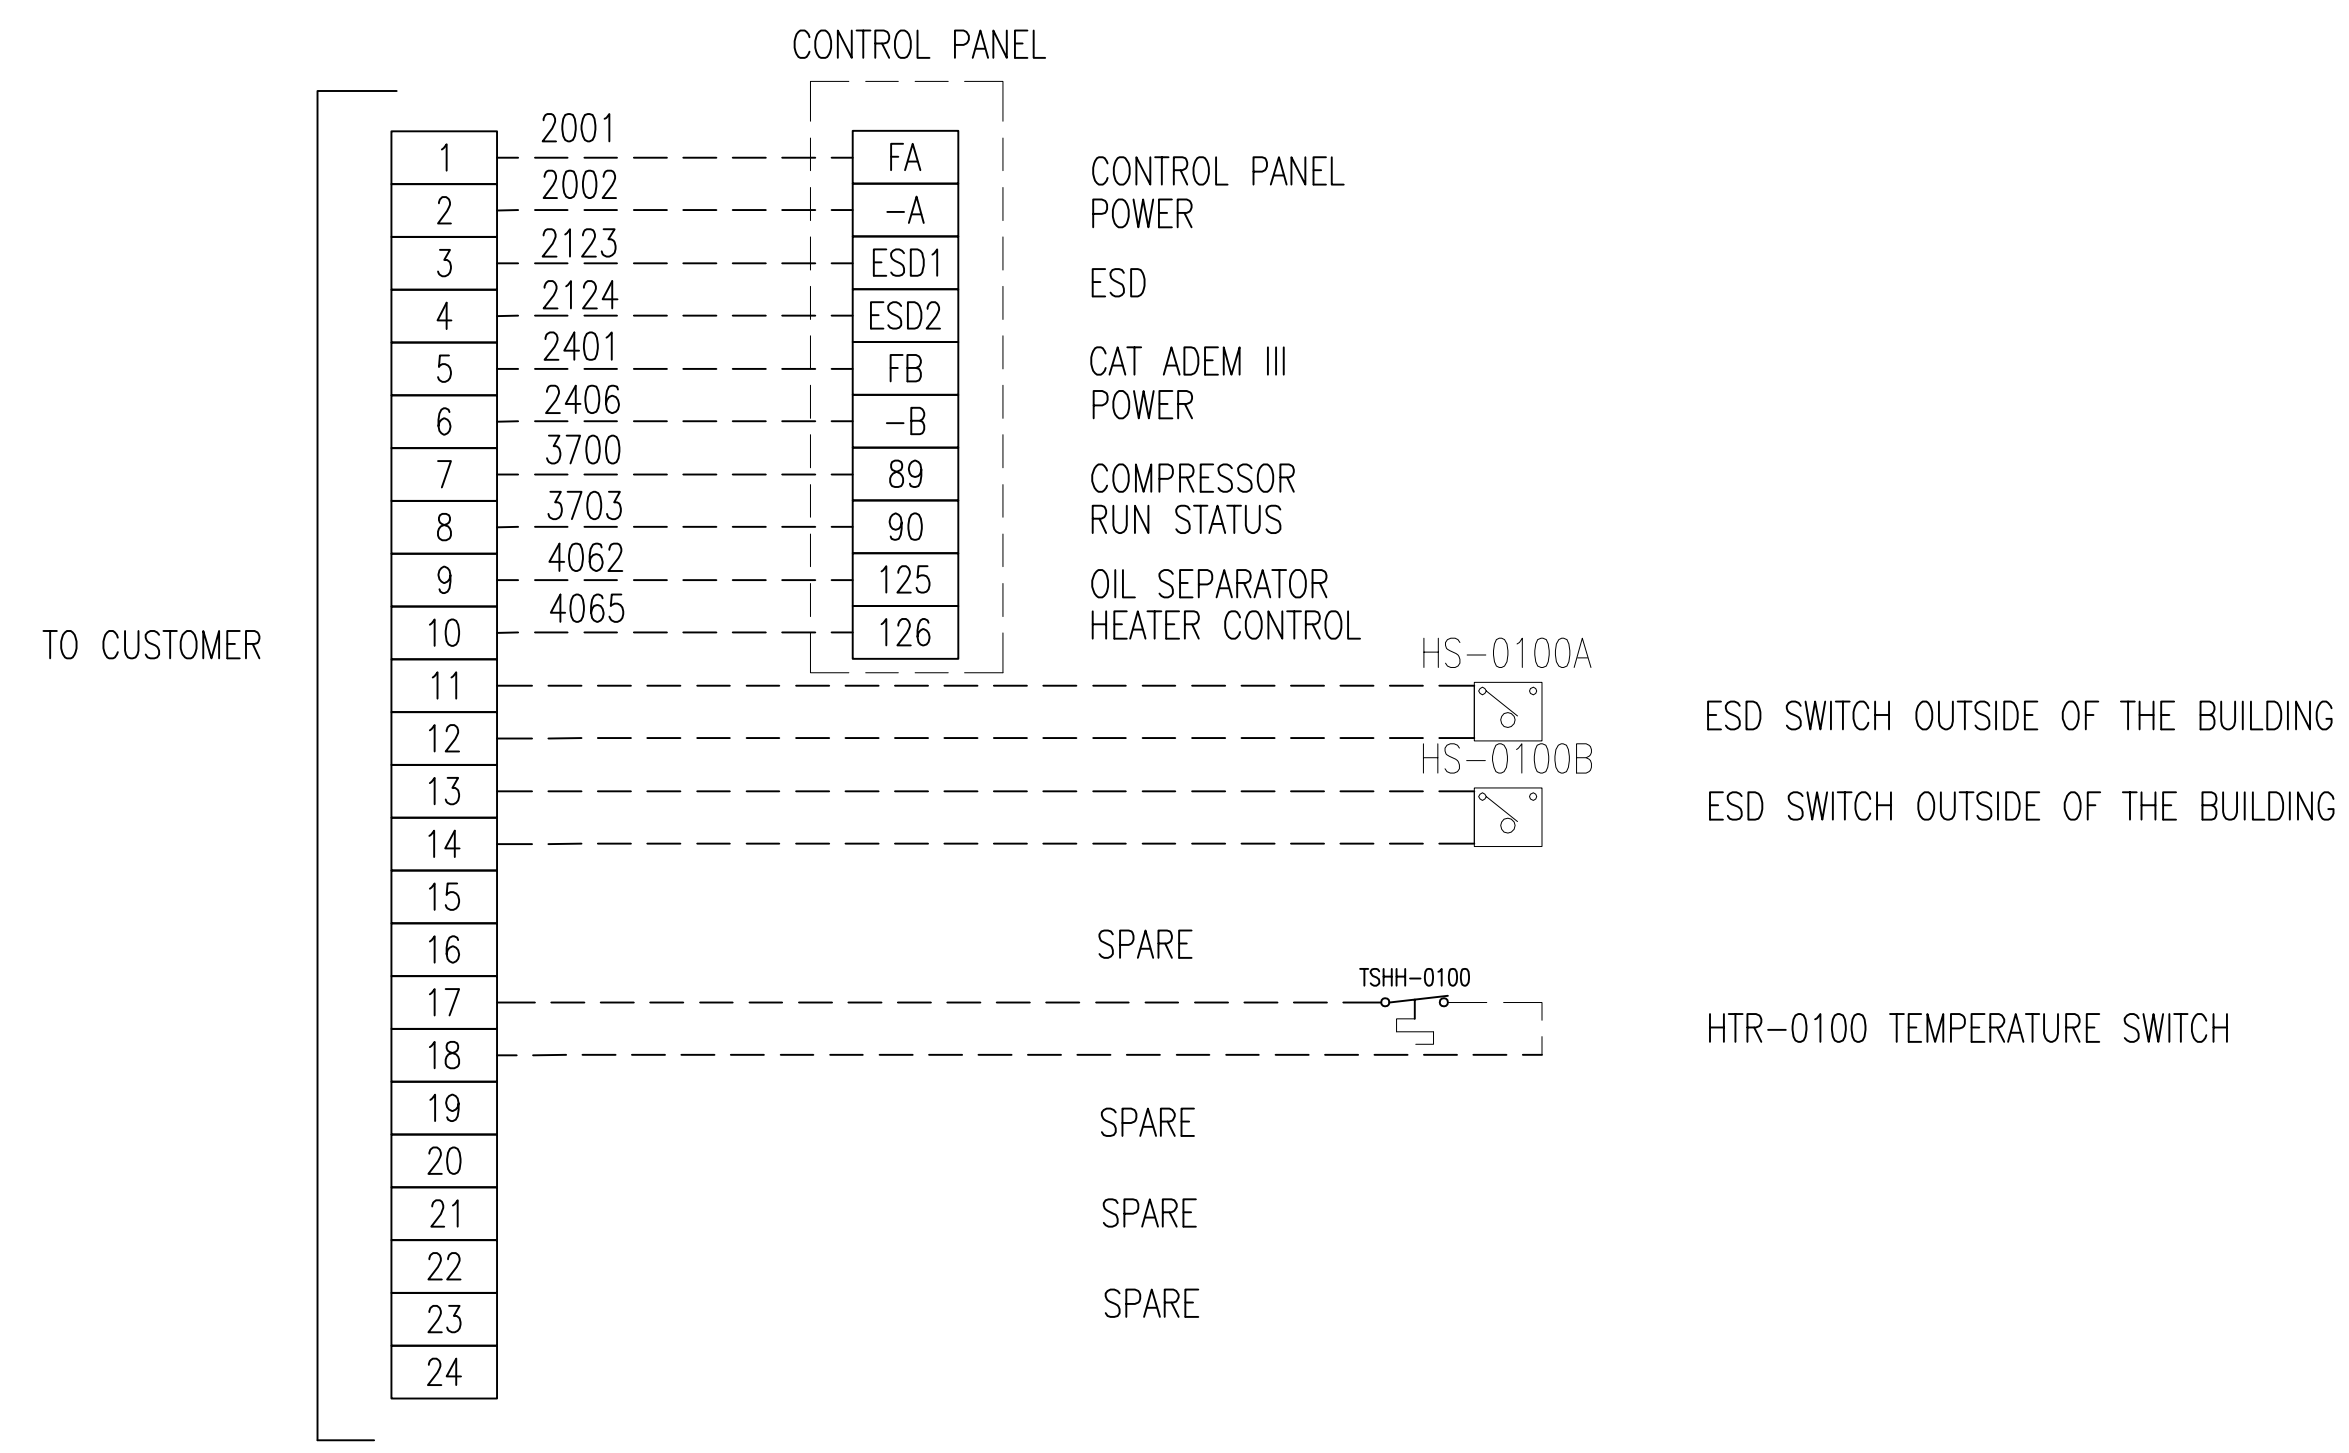 CONTROL PANEL
1 2001 FA
2 2002 -A
CONTROL PANEL
POWER
3 2123 ESD1
4 2124 ESD2
ESD
5 2401 FB
6 2406 -B
CAT ADEM III
POWER
7 3700 89
8 3703 90
COMPRESSOR
RUN STATUS
9 4062 125
10 4065 126
OIL SEPARATOR
HEATER CONTROL
TO CUSTOMER
HS-0100A
11
12
ESD SWITCH OUTSIDE OF THE BUILDING
HS-0100B
13
14
ESD SWITCH OUTSIDE OF THE BUILDING
15
16
SPARE
TSHH-0100
17
18
HTR-0100 TEMPERATURE SWITCH
19
20
SPARE
21
22
SPARE
23
24
SPARE